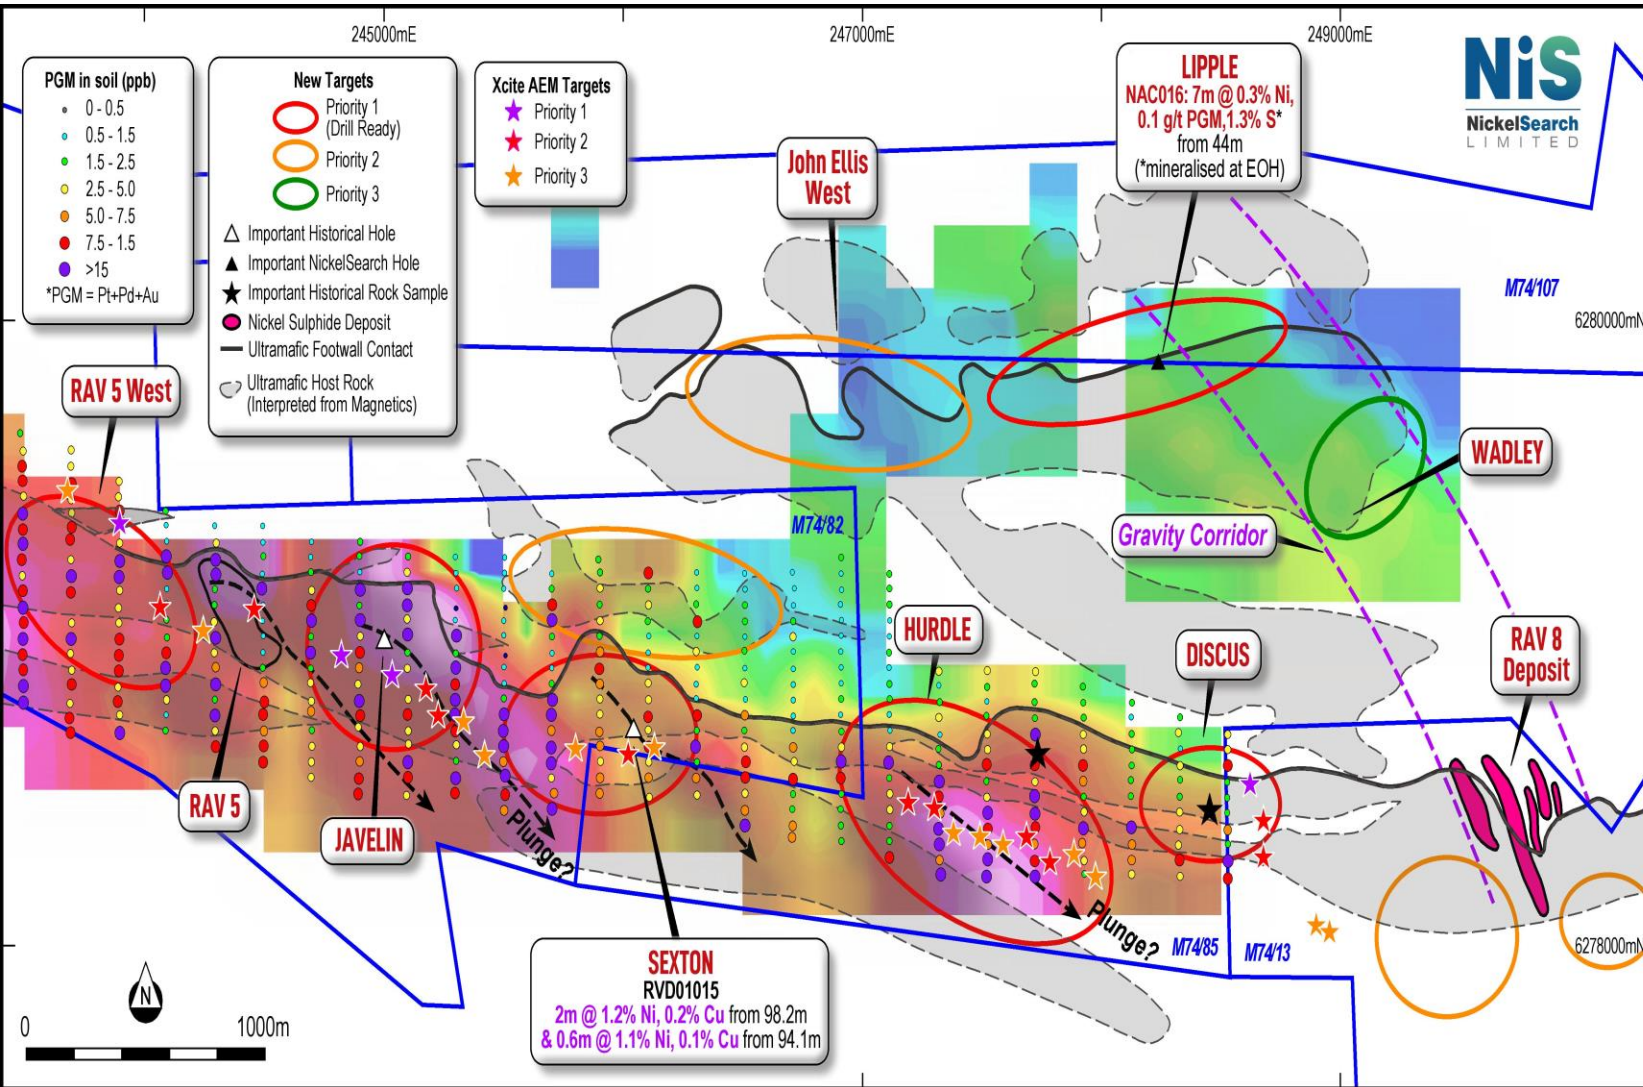 245000mE
247000mE
249000mE
PGM in soil (ppb)
0 - 0.5
0.5 - 1.5
1.5 - 2.5
2.5 - 5.0
5.0 - 7.5
7.5 - 1.5
>15
*PGM = Pt+Pd+Au
New Targets
Priority 1
(Drill Ready)
Priority 2
Priority 3
Important Historical Hole
Important NickelSearch Hole
Important Historical Rock Sample
Nickel Sulphide Deposit
Ultramafic Footwall Contact
Ultramafic Host Rock
(Interpreted from Magnetics)
Xcite AEM Targets
Priority 1
Priority 2
Priority 3
John Ellis
West
LIPPLE
NAC016: 7m @ 0.3% Ni,
0.1 g/t PGM,1.3% S*
from 44m
(*mineralised at EOH)
NiS
NickelSearch
LIMITED
M74/107
6280000mN
RAV 5 West
WADLEY
M74/82
Gravity Corridor
HURDLE
DISCUS
RAV 8
Deposit
RAV 5
JAVELIN
Plunge?
Plunge?
M74/85
M74/13
6278000mN
SEXTON
RVD01015
2m @ 1.2% Ni, 0.2% Cu from 98.2m
& 0.6m @ 1.1% Ni, 0.1% Cu from 94.1m
N
0
1000m